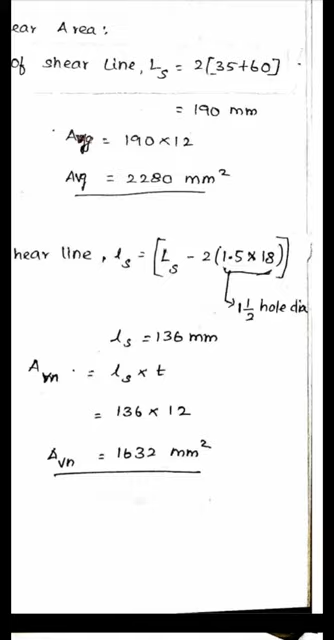 ear Area:
of shear Line, Ls = 2[35+60]
= 190 mm
Avg = 190×12
Avg = 2280 mm²
hear line, ls = [Ls - 2(1.5×18)]
→ 1 1/2 hole dia
ls = 136 mm
Avn = ls × t
= 136 × 12
Avn = 1632 mm²